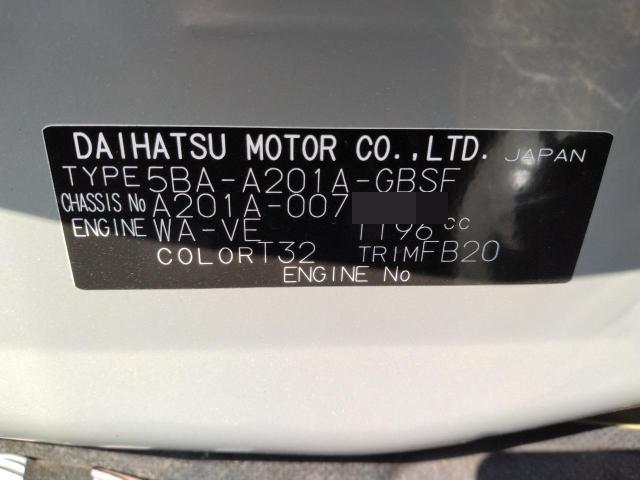 DAIHATSU MOTOR CO.,LTD. JAPAN
TYPE 5BA-A201A-GBSF
CHASSIS No A201A-007
ENGINE WA-VE 1196 CC
COLOR T32 TRIM FB20
ENGINE No